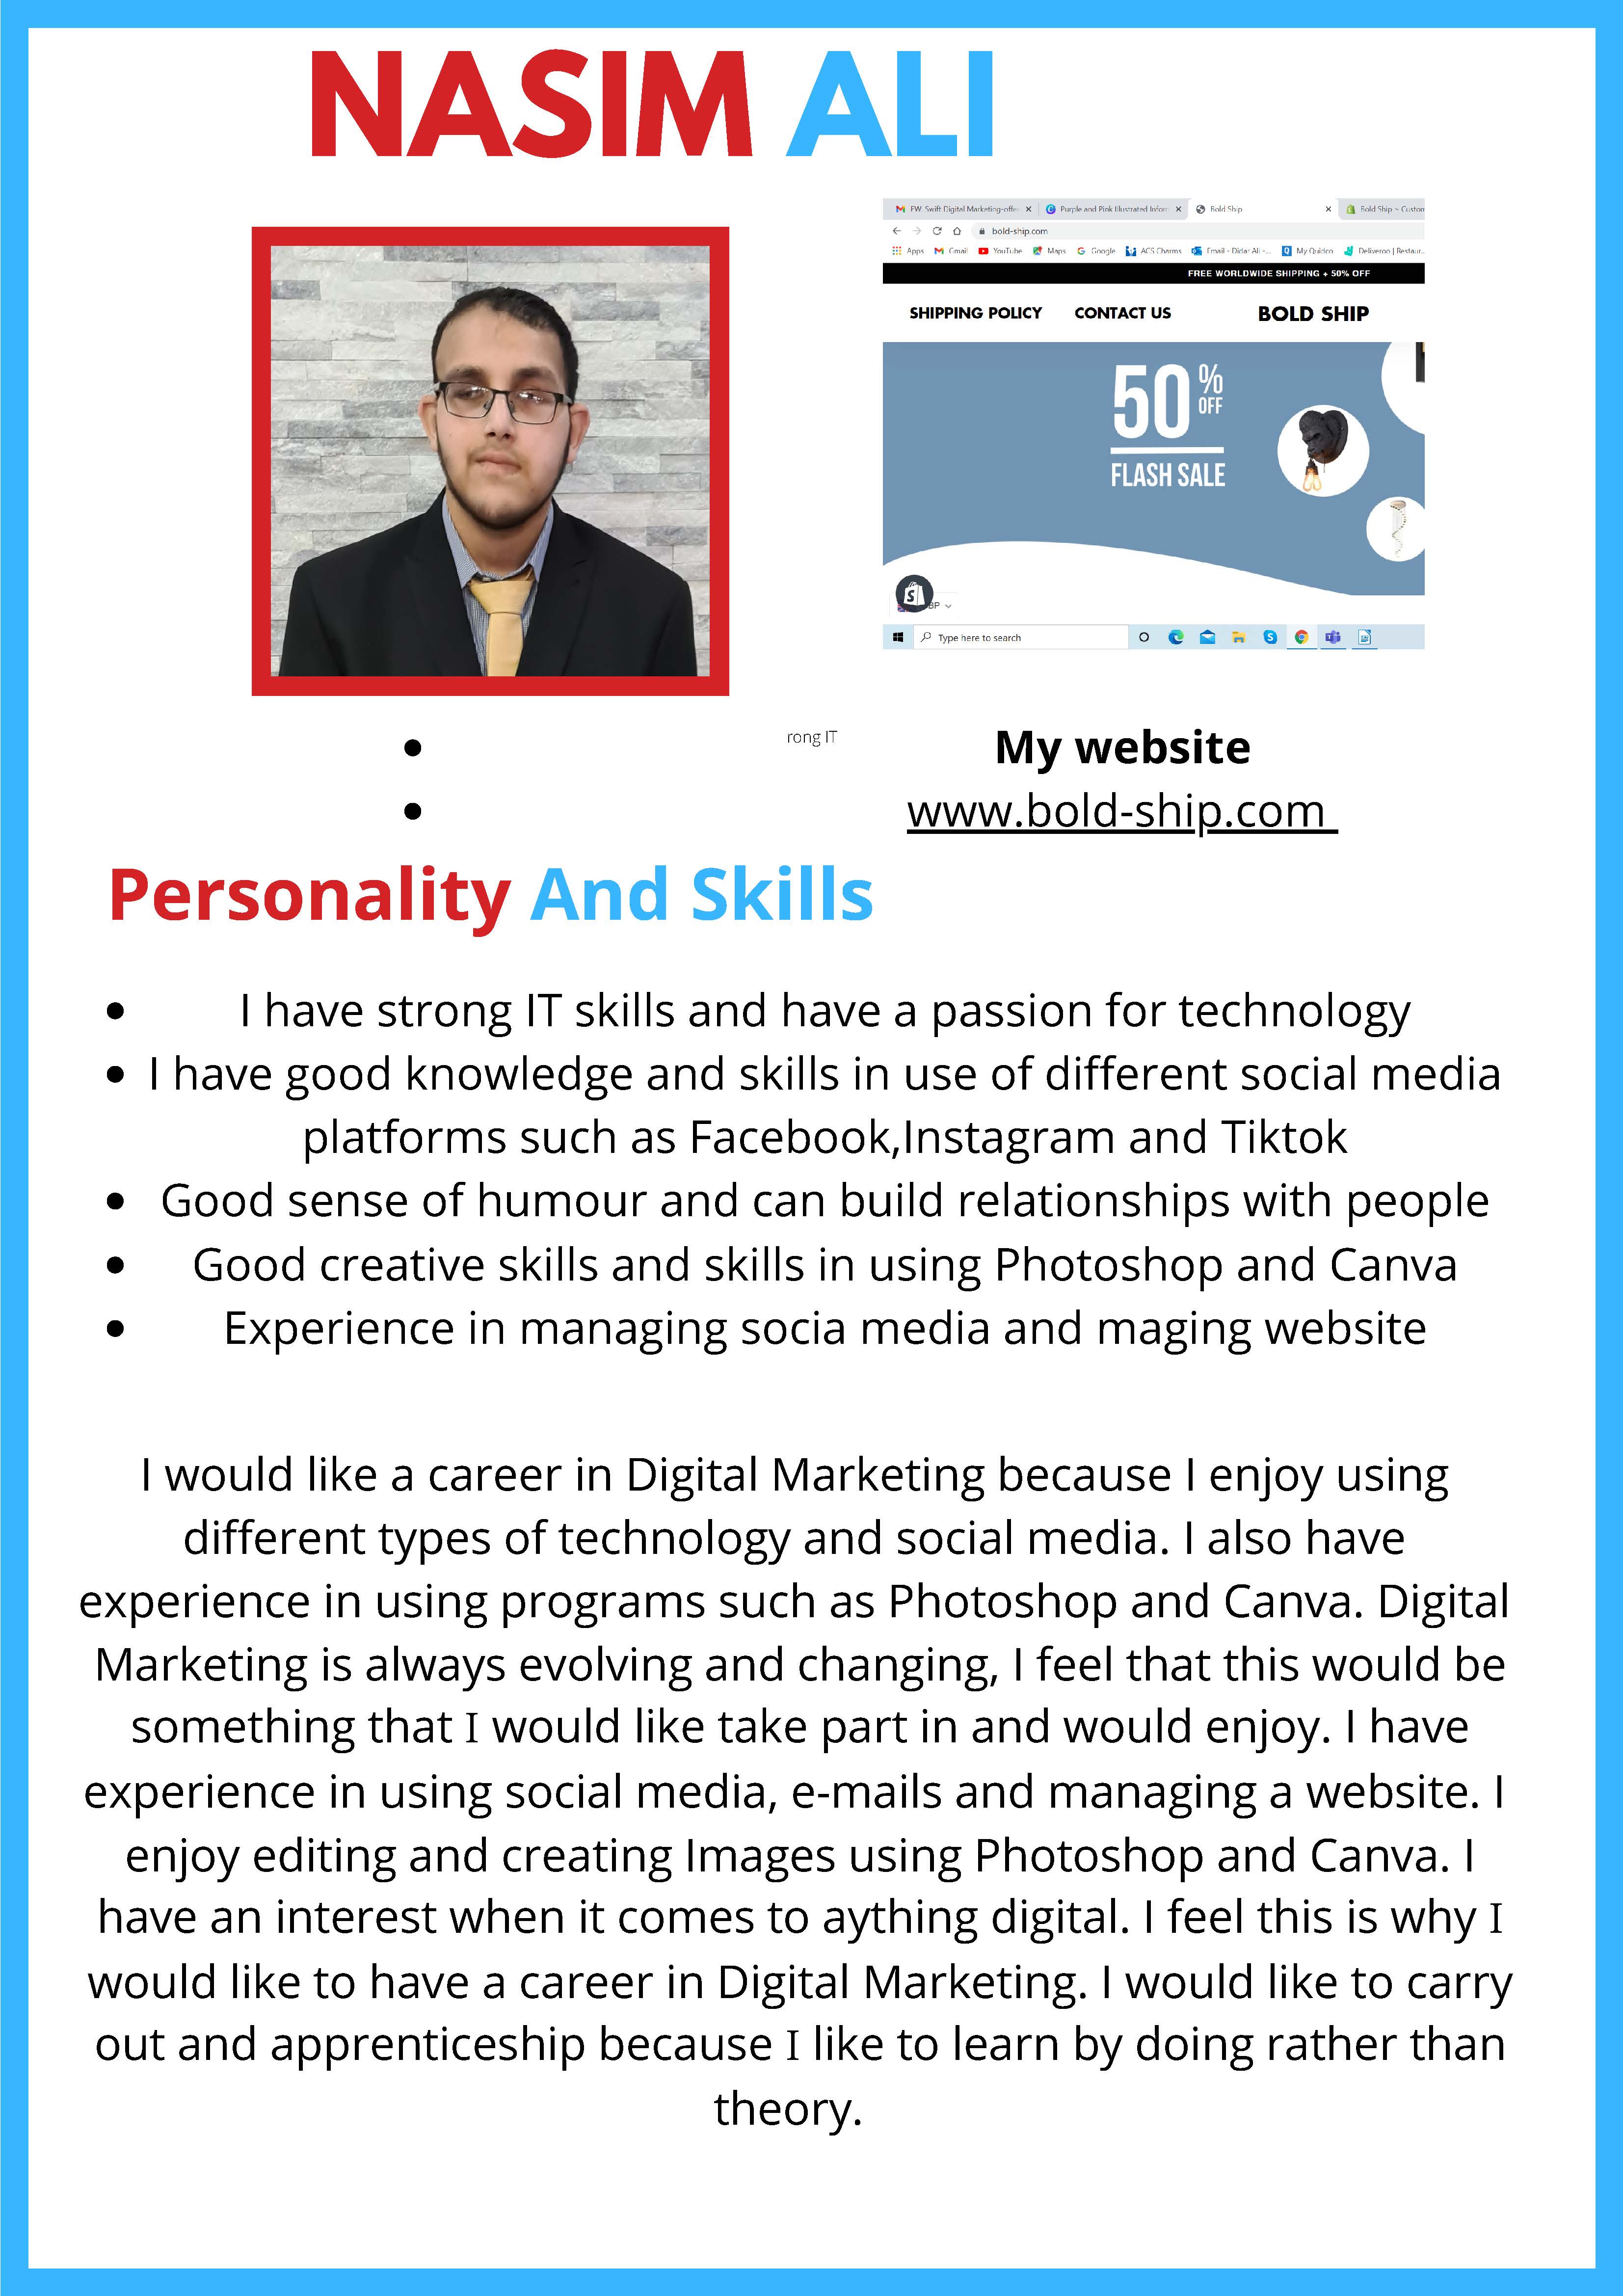 NASIM ALI
FW: Swift Digital Marketing-offe
Purple and Pink Illustrated Infor
Bold Ship
Bold Ship ~ Custom
bold-ship.com
Apps Gmail YouTube Maps Google ACS Charms Email - Didar Ali -... My Quidco Deliveroo | Restaur...
FREE WORLDWIDE SHIPPING + 50% OFF
SHIPPING POLICY CONTACT US BOLD SHIP
50%
OFF
FLASH SALE
BP
Type here to search
rong IT
My website
www.bold-ship.com
Personality And Skills
I have strong IT skills and have a passion for technology
I have good knowledge and skills in use of different social media
platforms such as Facebook,Instagram and Tiktok
Good sense of humour and can build relationships with people
Good creative skills and skills in using Photoshop and Canva
Experience in managing socia media and maging website
I would like a career in Digital Marketing because I enjoy using
different types of technology and social media. I also have
experience in using programs such as Photoshop and Canva. Digital
Marketing is always evolving and changing, I feel that this would be
something that I would like take part in and would enjoy. I have
experience in using social media, e-mails and managing a website. I
enjoy editing and creating Images using Photoshop and Canva. I
have an interest when it comes to aything digital. I feel this is why I
would like to have a career in Digital Marketing. I would like to carry
out and apprenticeship because I like to learn by doing rather than
theory.